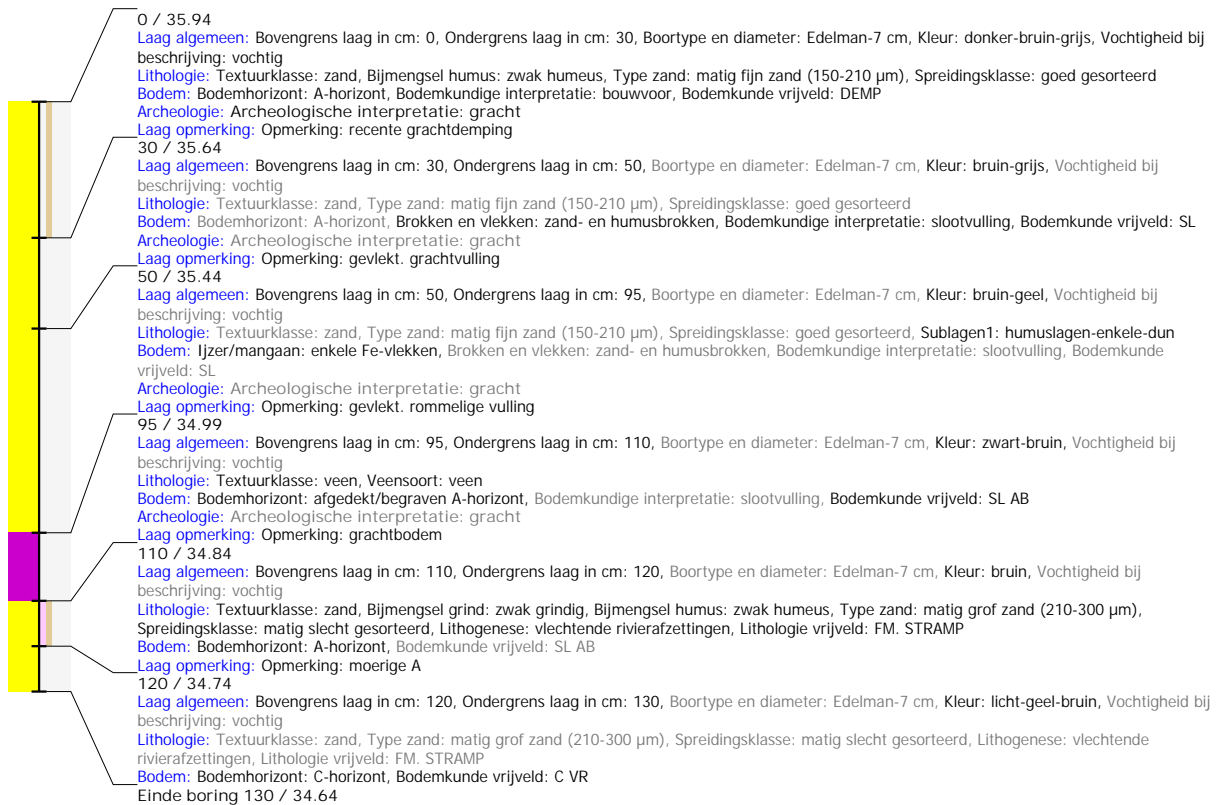 0 / 35.94
Laag algemeen: Bovengrens laag in cm: 0, Ondergrens laag in cm: 30, Boortype en diameter: Edelman-7 cm, Kleur: donker-bruin-grijs, Vochtigheid bij
beschrijving: vochtig
Lithologie: Textuurklasse: zand, Bijmengsel humus: zwak humeus, Type zand: matig fijn zand (150-210 µm), Spreidingsklasse: goed gesorteerd
Bodem: Bodemhorizont: A-horizont, Bodemkundige interpretatie: bouwvoor, Bodemkunde vrijveld: DEMP
Archeologie: Archeologische interpretatie: gracht
Laag opmerking: Opmerking: recente grachtdemping
30 / 35.64
Laag algemeen: Bovengrens laag in cm: 30, Ondergrens laag in cm: 50, Boortype en diameter: Edelman-7 cm, Kleur: bruin-grijs, Vochtigheid bij
beschrijving: vochtig
Lithologie: Textuurklasse: zand, Type zand: matig fijn zand (150-210 µm), Spreidingsklasse: goed gesorteerd
Bodem: Bodemhorizont: A-horizont, Brokken en vlekken: zand- en humusbrokken, Bodemkundige interpretatie: slootvulling, Bodemkunde vrijveld: SL
Archeologie: Archeologische interpretatie: gracht
Laag opmerking: Opmerking: gevlekt. grachtvulling
50 / 35.44
Laag algemeen: Bovengrens laag in cm: 50, Ondergrens laag in cm: 95, Boortype en diameter: Edelman-7 cm, Kleur: bruin-geel, Vochtigheid bij
beschrijving: vochtig
Lithologie: Textuurklasse: zand, Type zand: matig fijn zand (150-210 µm), Spreidingsklasse: goed gesorteerd, Sublagen1: humuslagen-enkele-dun
Bodem: Ijzer/mangaan: enkele Fe-vlekken, Brokken en vlekken: zand- en humusbrokken, Bodemkundige interpretatie: slootvulling, Bodemkunde
vrijveld: SL
Archeologie: Archeologische interpretatie: gracht
Laag opmerking: Opmerking: gevlekt. rommelige vulling
95 / 34.99
Laag algemeen: Bovengrens laag in cm: 95, Ondergrens laag in cm: 110, Boortype en diameter: Edelman-7 cm, Kleur: zwart-bruin, Vochtigheid bij
beschrijving: vochtig
Lithologie: Textuurklasse: veen, Veensoort: veen
Bodem: Bodemhorizont: afgedekt/begraven A-horizont, Bodemkundige interpretatie: slootvulling, Bodemkunde vrijveld: SL AB
Archeologie: Archeologische interpretatie: gracht
Laag opmerking: Opmerking: grachtbodem
110 / 34.84
Laag algemeen: Bovengrens laag in cm: 110, Ondergrens laag in cm: 120, Boortype en diameter: Edelman-7 cm, Kleur: bruin, Vochtigheid bij
beschrijving: vochtig
Lithologie: Textuurklasse: zand, Bijmengsel grind: zwak grindig, Bijmengsel humus: zwak humeus, Type zand: matig grof zand (210-300 µm),
Spreidingsklasse: matig slecht gesorteerd, Lithogenese: vlechtende rivierafzettingen, Lithologie vrijveld: FM. STRAMP
Bodem: Bodemhorizont: A-horizont, Bodemkunde vrijveld: SL AB
Laag opmerking: Opmerking: moerige A
120 / 34.74
Laag algemeen: Bovengrens laag in cm: 120, Ondergrens laag in cm: 130, Boortype en diameter: Edelman-7 cm, Kleur: licht-geel-bruin, Vochtigheid bij
beschrijving: vochtig
Lithologie: Textuurklasse: zand, Type zand: matig grof zand (210-300 µm), Spreidingsklasse: matig slecht gesorteerd, Lithogenese: vlechtende
rivierafzettingen, Lithologie vrijveld: FM. STRAMP
Bodem: Bodemhorizont: C-horizont, Bodemkunde vrijveld: C VR
Einde boring 130 / 34.64